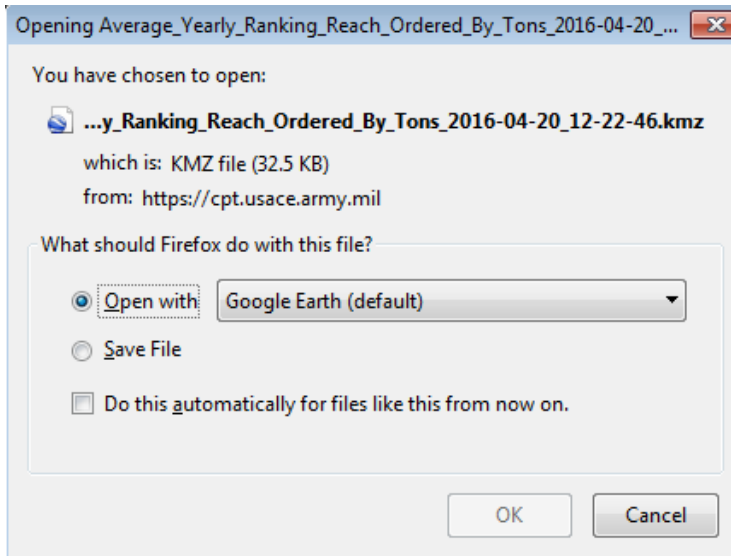 Opening Average_Yearly_Ranking_Reach_Ordered_By_Tons_2016-04-20_...
You have chosen to open:
...y_Ranking_Reach_Ordered_By_Tons_2016-04-20_12-22-46.kmz
which is: KMZ file (32.5 KB)
from: https://cpt.usace.army.mil
What should Firefox do with this file?
Open with Google Earth (default)
Save File
Do this automatically for files like this from now on.
OK Cancel